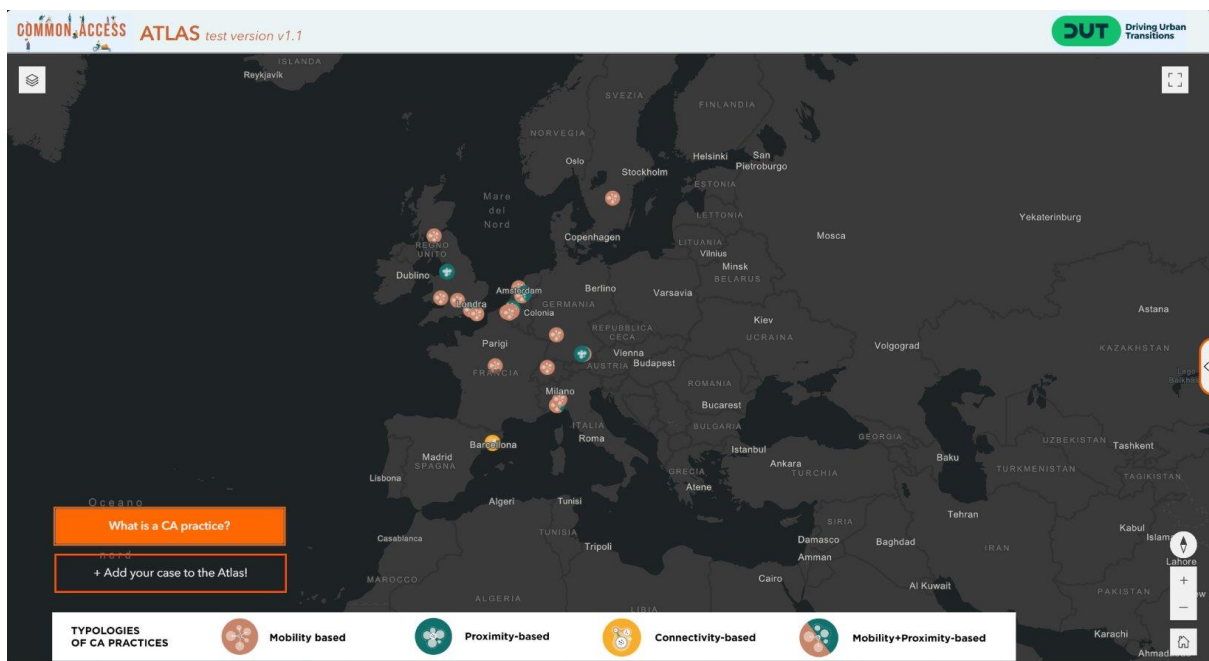 COMMON ACCESS
ATLAS test version v1.1
DUT
Driving Urban
Transitions
ISLANDA
Reykjavík
SVEZIA
FINLANDIA
NORVEGIA
Oslo
Helsinki
San
Pietroburgo
Stockholm
ESTONIA
Mare
del
Nord
LETTONIA
Yekaterinburg
Copenhagen
Mosca
LITUANIA
Vilnius
REGNO
UNITO
Minsk
BELARUS
Dublino
Amsterdam
Berlino
Varsavia
Londra
GERMANIA
Colonia
Astana
Kiev
REPUBBLICA
CECA
UCRAINA
Parigi
Volgograd
KAZAKHSTAN
Vienna
AUSTRIA
Budapest
FRANCIA
Lago
ROMANIA
Milano
Bucarest
ITALIA
BULGARIA
Roma
GEORGIA
Barcellona
UZBEKISTAN
Tashkent
Istanbul
Madrid
SPAGNA
Baku
Ankara
TURCHIA
GRECIA
TURKMENISTAN
TAGIKISTAN
Lisbona
Atene
Oceano
Algeri
Tunisi
Tehran
What is a CA practice?
SIRIA
Kabul
TUNISIA
Casablanca
Damasco
Baghdad
Islam
Tripoli
IRAN
nord
Amman
Lahore
+ Add your case to the Atlas!
MAROCCO
Cairo
Al Kuwait
+
PAKISTAN
ALGERIA
LIBIA
−
TYPOLOGIES
OF CA PRACTICES
Mobility based
Proximity-based
Connectivity-based
Mobility+Proximity-based
Karachi